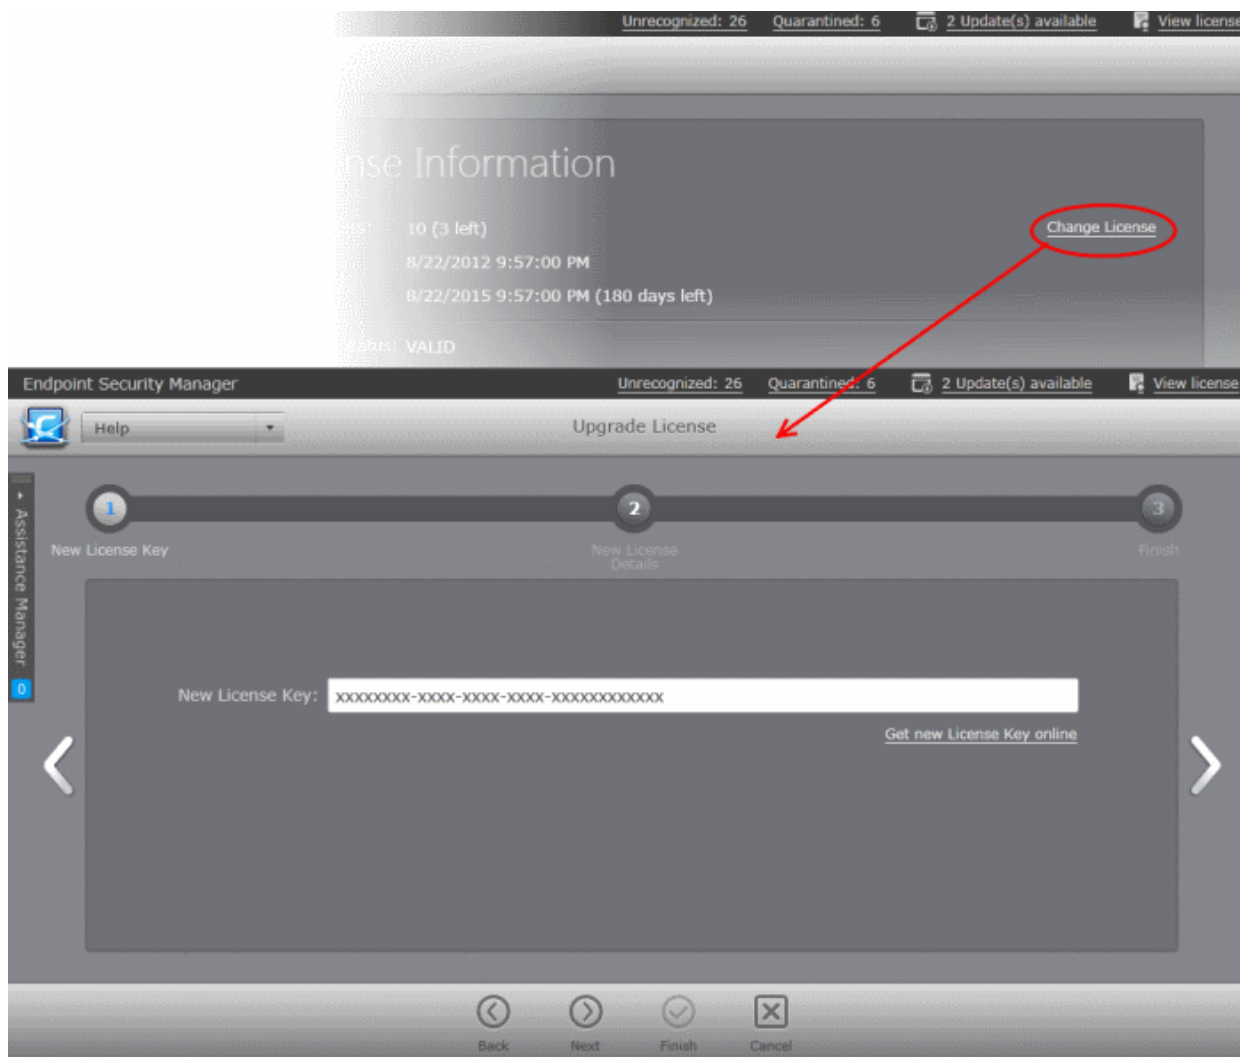 Unrecognized: 26 Quarantined: 6 2 Update(s) available View license
nse Information
10 (3 left) Change License
8/22/2012 9:57:00 PM
8/22/2015 9:57:00 PM (180 days left)
status: VALID
Endpoint Security Manager Unrecognized: 26 Quarantined: 6 2 Update(s) available View license
Help Upgrade License
Assistance Manager
0
1 2 3
New License Key New License Finish
Details
New License Key: xxxxxxxx-xxxx-xxxx-xxxx-xxxxxxxxxxxx
Get new License Key online
Back Next Finish Cancel